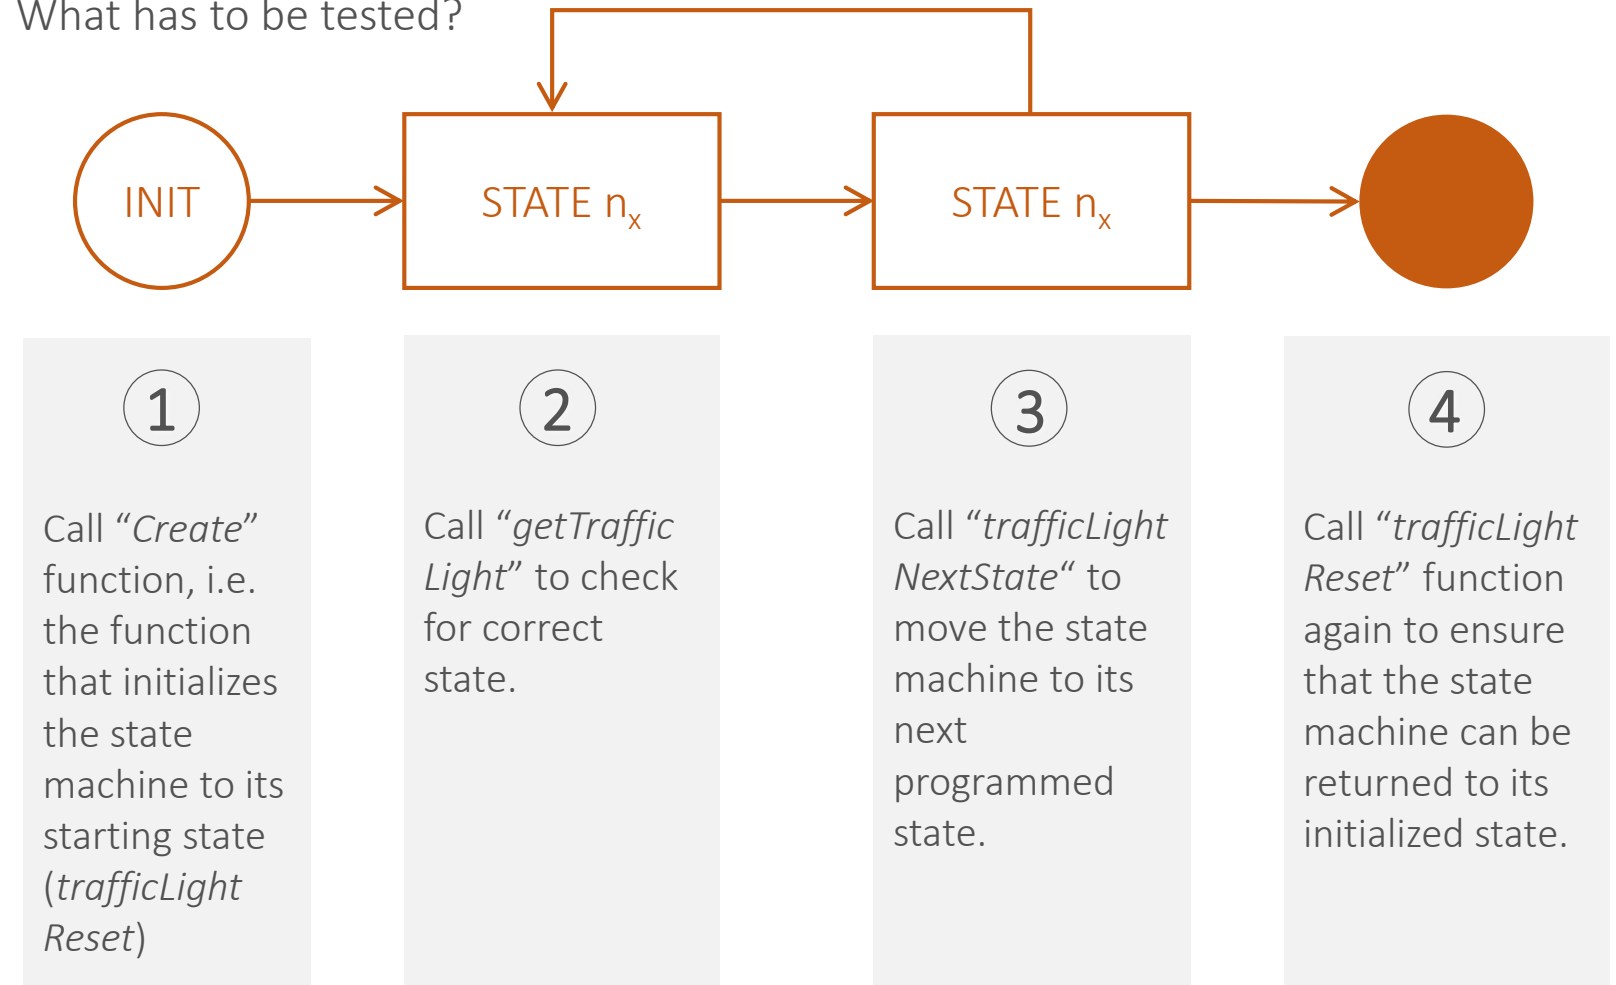 What has to be tested?
INIT
STATE nx
STATE nx
1
Call “Create”
function, i.e.
the function
that initializes
the state
machine to its
starting state
(trafficLight
Reset)
2
Call “getTraffic
Light” to check
for correct
state.
3
Call “trafficLight
NextState“ to
move the state
machine to its
next
programmed
state.
4
Call “trafficLight
Reset” function
again to ensure
that the state
machine can be
returned to its
initialized state.